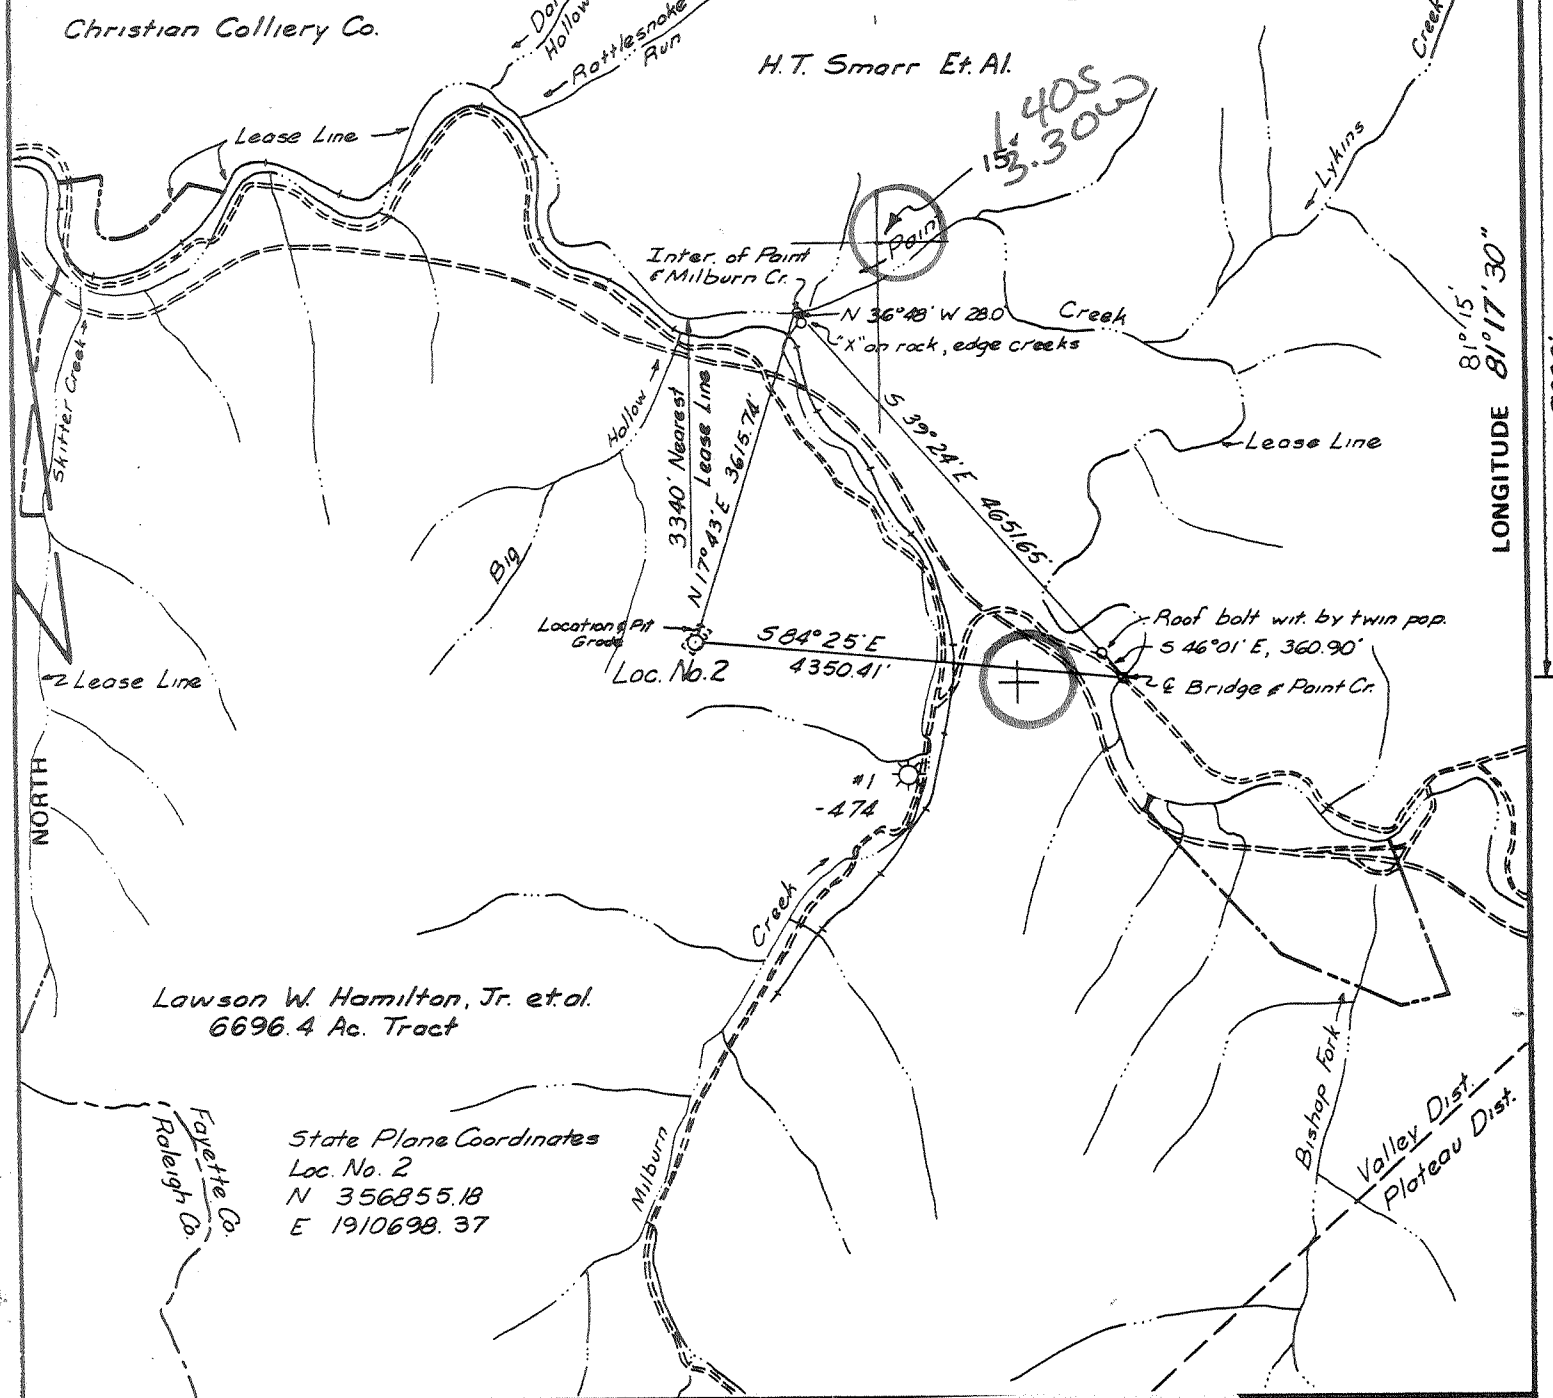 Christian Colliery Co.
Hollow
Rattlesnake
Run
H.T. Smarr Et. Al.
Creek
1.40S
3.30W
15'
Lease Line
Lykins
Point
Inter. of Paint
& Milburn Cr.
N 36°48' W 28.0
"X" on rock, edge creeks
Creek
81°15'
81°17'30"
LONGITUDE
Skitter Creek
Hollow
Big
3340' Nearest
Lease Line
N 17°43' E 3615.74'
S 39°24' E 4651.65'
Lease Line
Location & Pit
Grade
Loc. No. 2
S 84°25' E
4350.41'
Roof bolt wit. by twin pop.
S 46°01' E, 360.90'
℄ Bridge & Paint Cr.
Lease Line
#1
-474
NORTH
Creek
Lawson W. Hamilton, Jr. et al.
6696.4 Ac. Tract
Fayette Co.
Raleigh Co.
State Plane Coordinates
Loc. No. 2
N 356855.18
E 1910698.37
Milburn
Bishop Fork
Valley Dist.
Plateau Dist.